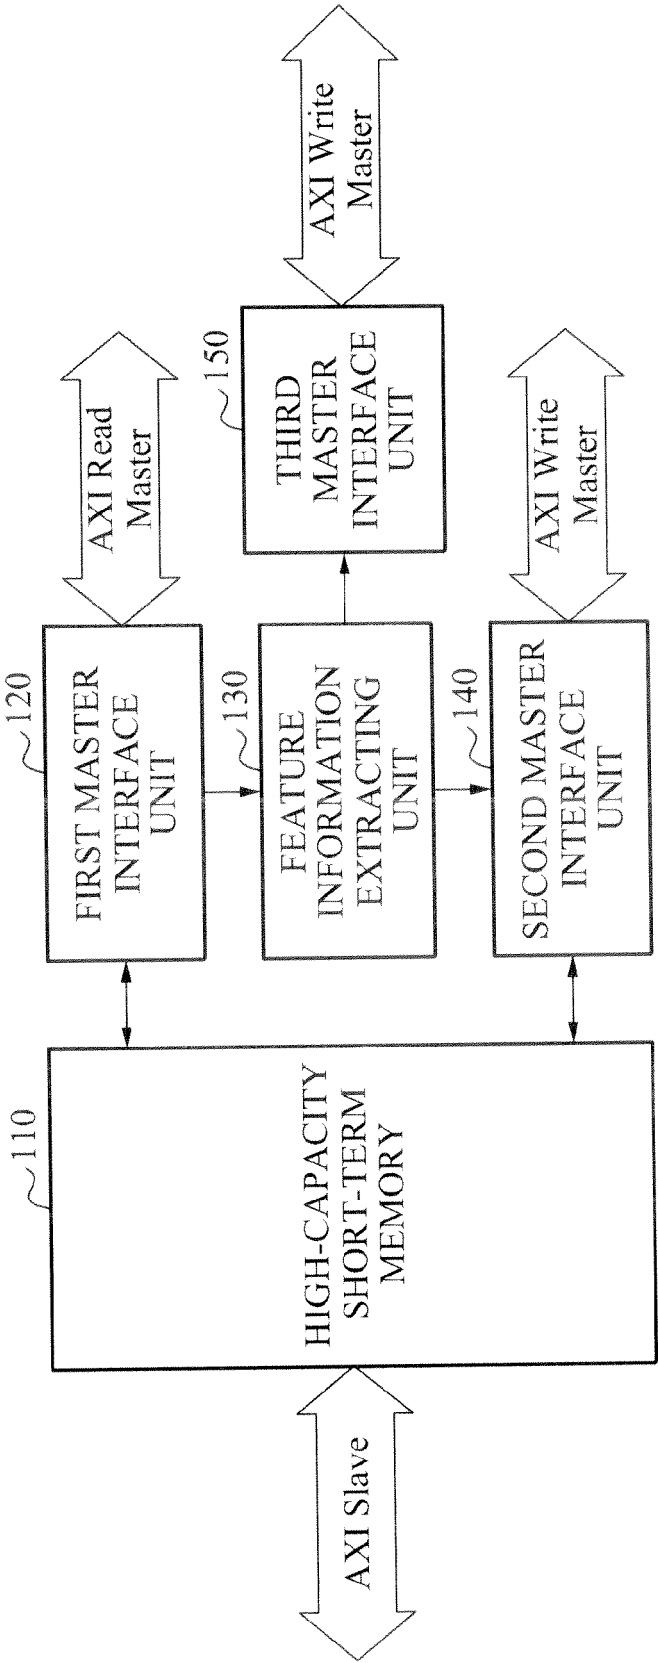 AXI Slave
110
HIGH-CAPACITY
SHORT-TERM
MEMORY
120
FIRST MASTER
INTERFACE
UNIT
AXI Read
Master
130
FEATURE
INFORMATION
EXTRACTING
UNIT
150
THIRD
MASTER
INTERFACE
UNIT
AXI Write
Master
140
SECOND MASTER
INTERFACE
UNIT
AXI Write
Master